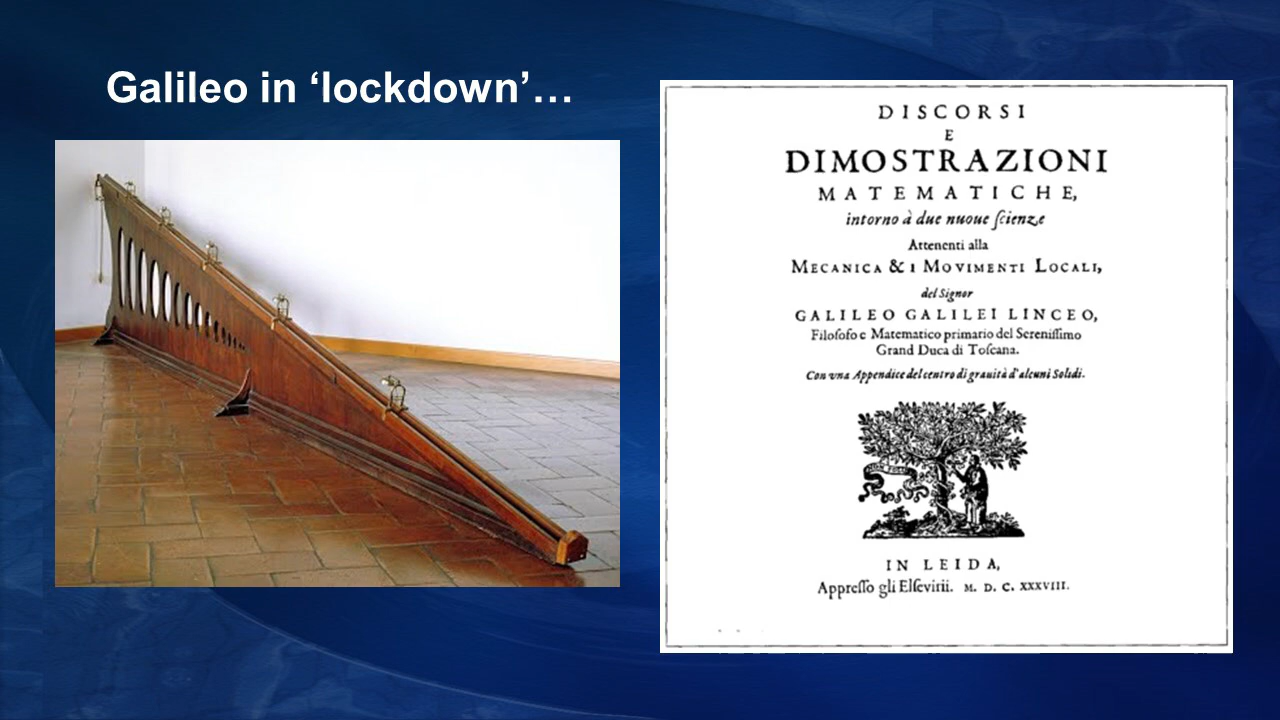 Galileo in ‘lockdown’…
DISCORSI
E
DIMOSTRAZIONI
MATEMATICHE,
intorno à due nuoue ſcienze
Attenenti alla
MECANICA & I MOVIMENTI LOCALI,
del Signor
GALILEO GALILEI LINCEO,
Filoſofo e Matematico primario del Sereniſſimo
Grand Duca di Toſcana.
Con vna Appendice del centro di grauità d'alcuni Solidi.
NON SOLUS
IN LEIDA,
Appreſſo gli Elſevirii. M. D. C. XXXVIII.